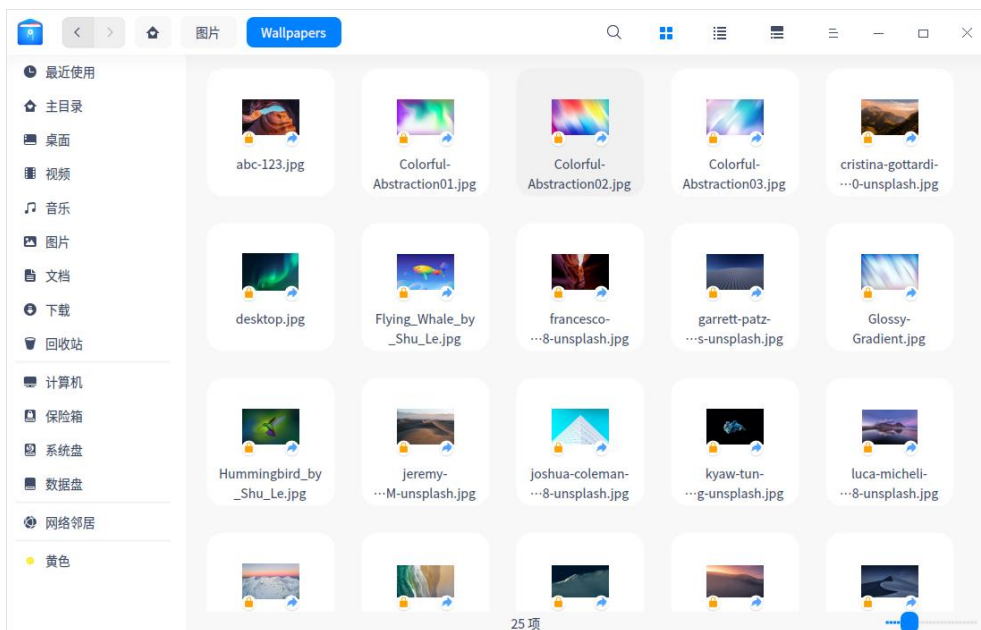 图片
Wallpapers
最近使用
主目录
桌面
视频
音乐
图片
文档
下载
回收站
计算机
保险箱
系统盘
数据盘
网络邻居
黄色
abc-123.jpg
Colorful-
Abstraction01.jpg
Colorful-
Abstraction02.jpg
Colorful-
Abstraction03.jpg
cristina-gottardi-
···0-unsplash.jpg
desktop.jpg
Flying_Whale_by
_Shu_Le.jpg
francesco-
···8-unsplash.jpg
garrett-patz-
···s-unsplash.jpg
Glossy-
Gradient.jpg
Hummingbird_by
_Shu_Le.jpg
jeremy-
···M-unsplash.jpg
joshua-coleman-
···8-unsplash.jpg
kyaw-tun-
···g-unsplash.jpg
luca-micheli-
···8-unsplash.jpg
25 项